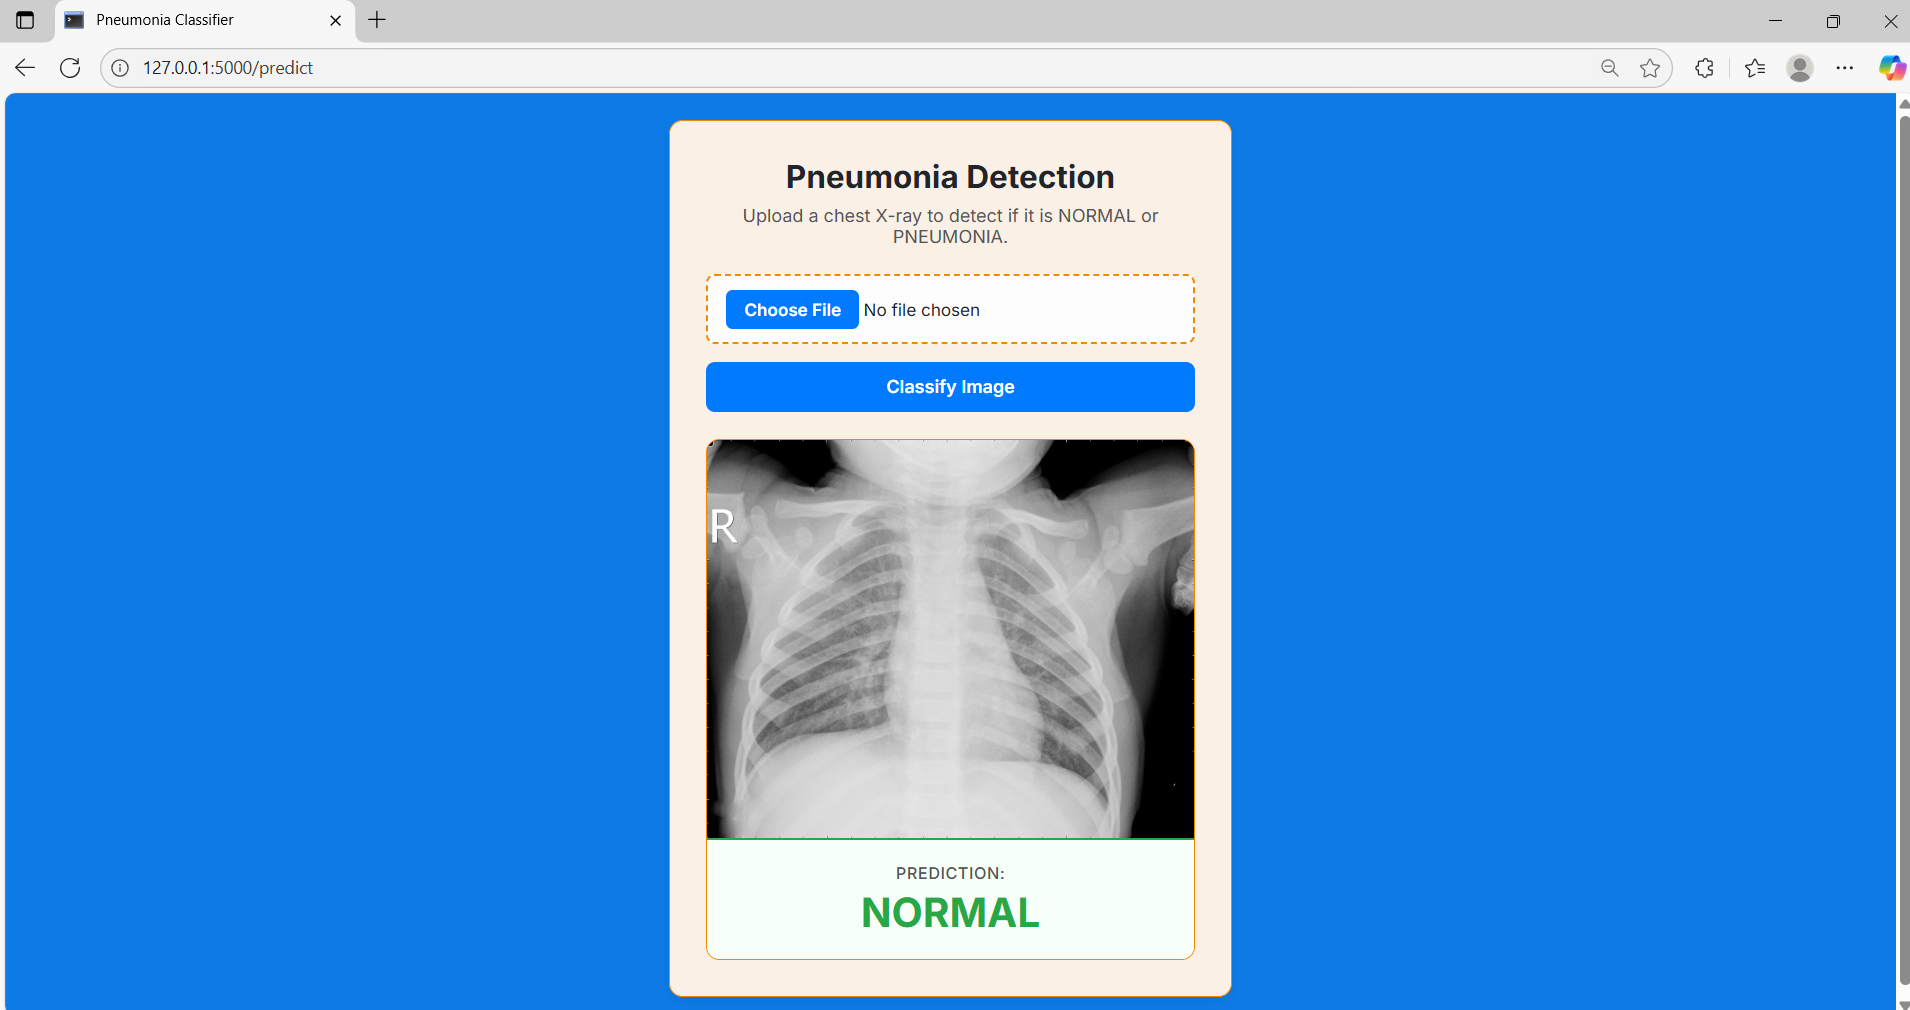 Pneumonia Classifier
127.0.0.1:5000/predict
Pneumonia Detection
Upload a chest X-ray to detect if it is NORMAL or
PNEUMONIA.
Choose File No file chosen
Classify Image
R
PREDICTION:
NORMAL